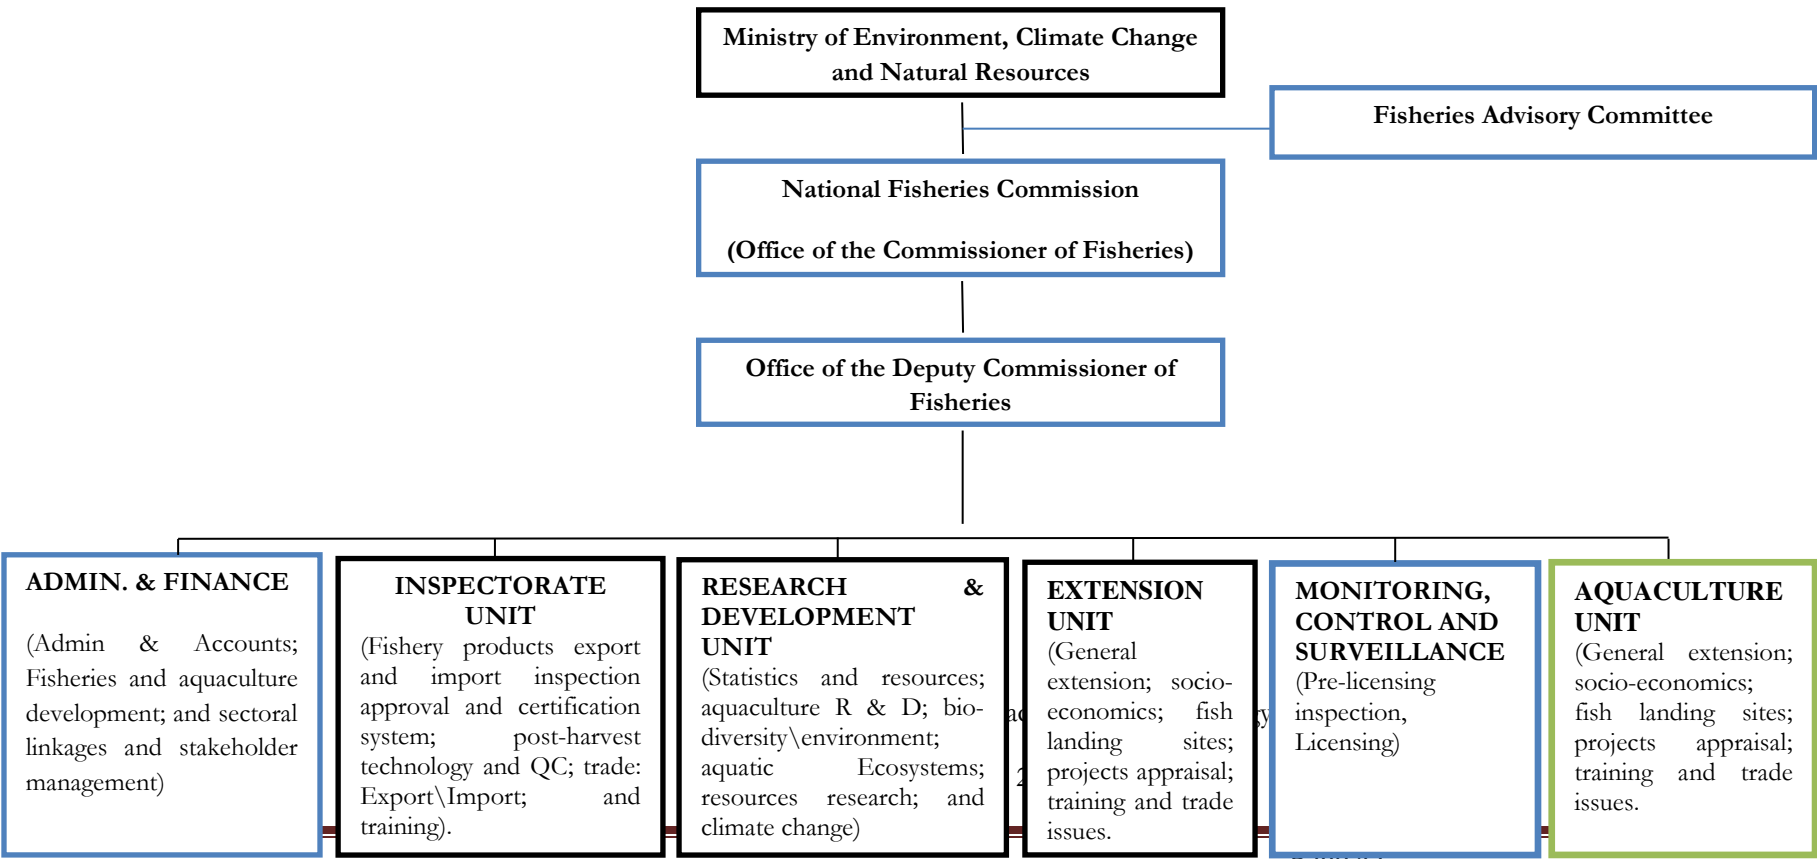 Ministry of Environment, Climate Change
and Natural Resources
Fisheries Advisory Committee
National Fisheries Commission
(Office of the Commissioner of Fisheries)
Office of the Deputy Commissioner of
Fisheries
ADMIN. & FINANCE
(Admin & Accounts;
Fisheries and aquaculture
development; and sectoral
linkages and stakeholder
management)
INSPECTORATE
UNIT
(Fishery products export
and import inspection
approval and certification
system; post-harvest
technology and QC; trade:
Export\Import; and
training).
RESEARCH &
DEVELOPMENT
UNIT
(Statistics and resources;
aquaculture R & D; bio-
diversity\environment;
aquatic Ecosystems;
resources research; and
climate change)
EXTENSION
UNIT
(General
extension; socio-
economics; fish
landing sites;
projects appraisal;
training and trade
issues.
MONITORING,
CONTROL AND
SURVEILLANCE
(Pre-licensing
inspection,
Licensing)
AQUACULTURE
UNIT
(General extension;
socio-economics;
fish landing sites;
projects appraisal;
training and trade
issues.